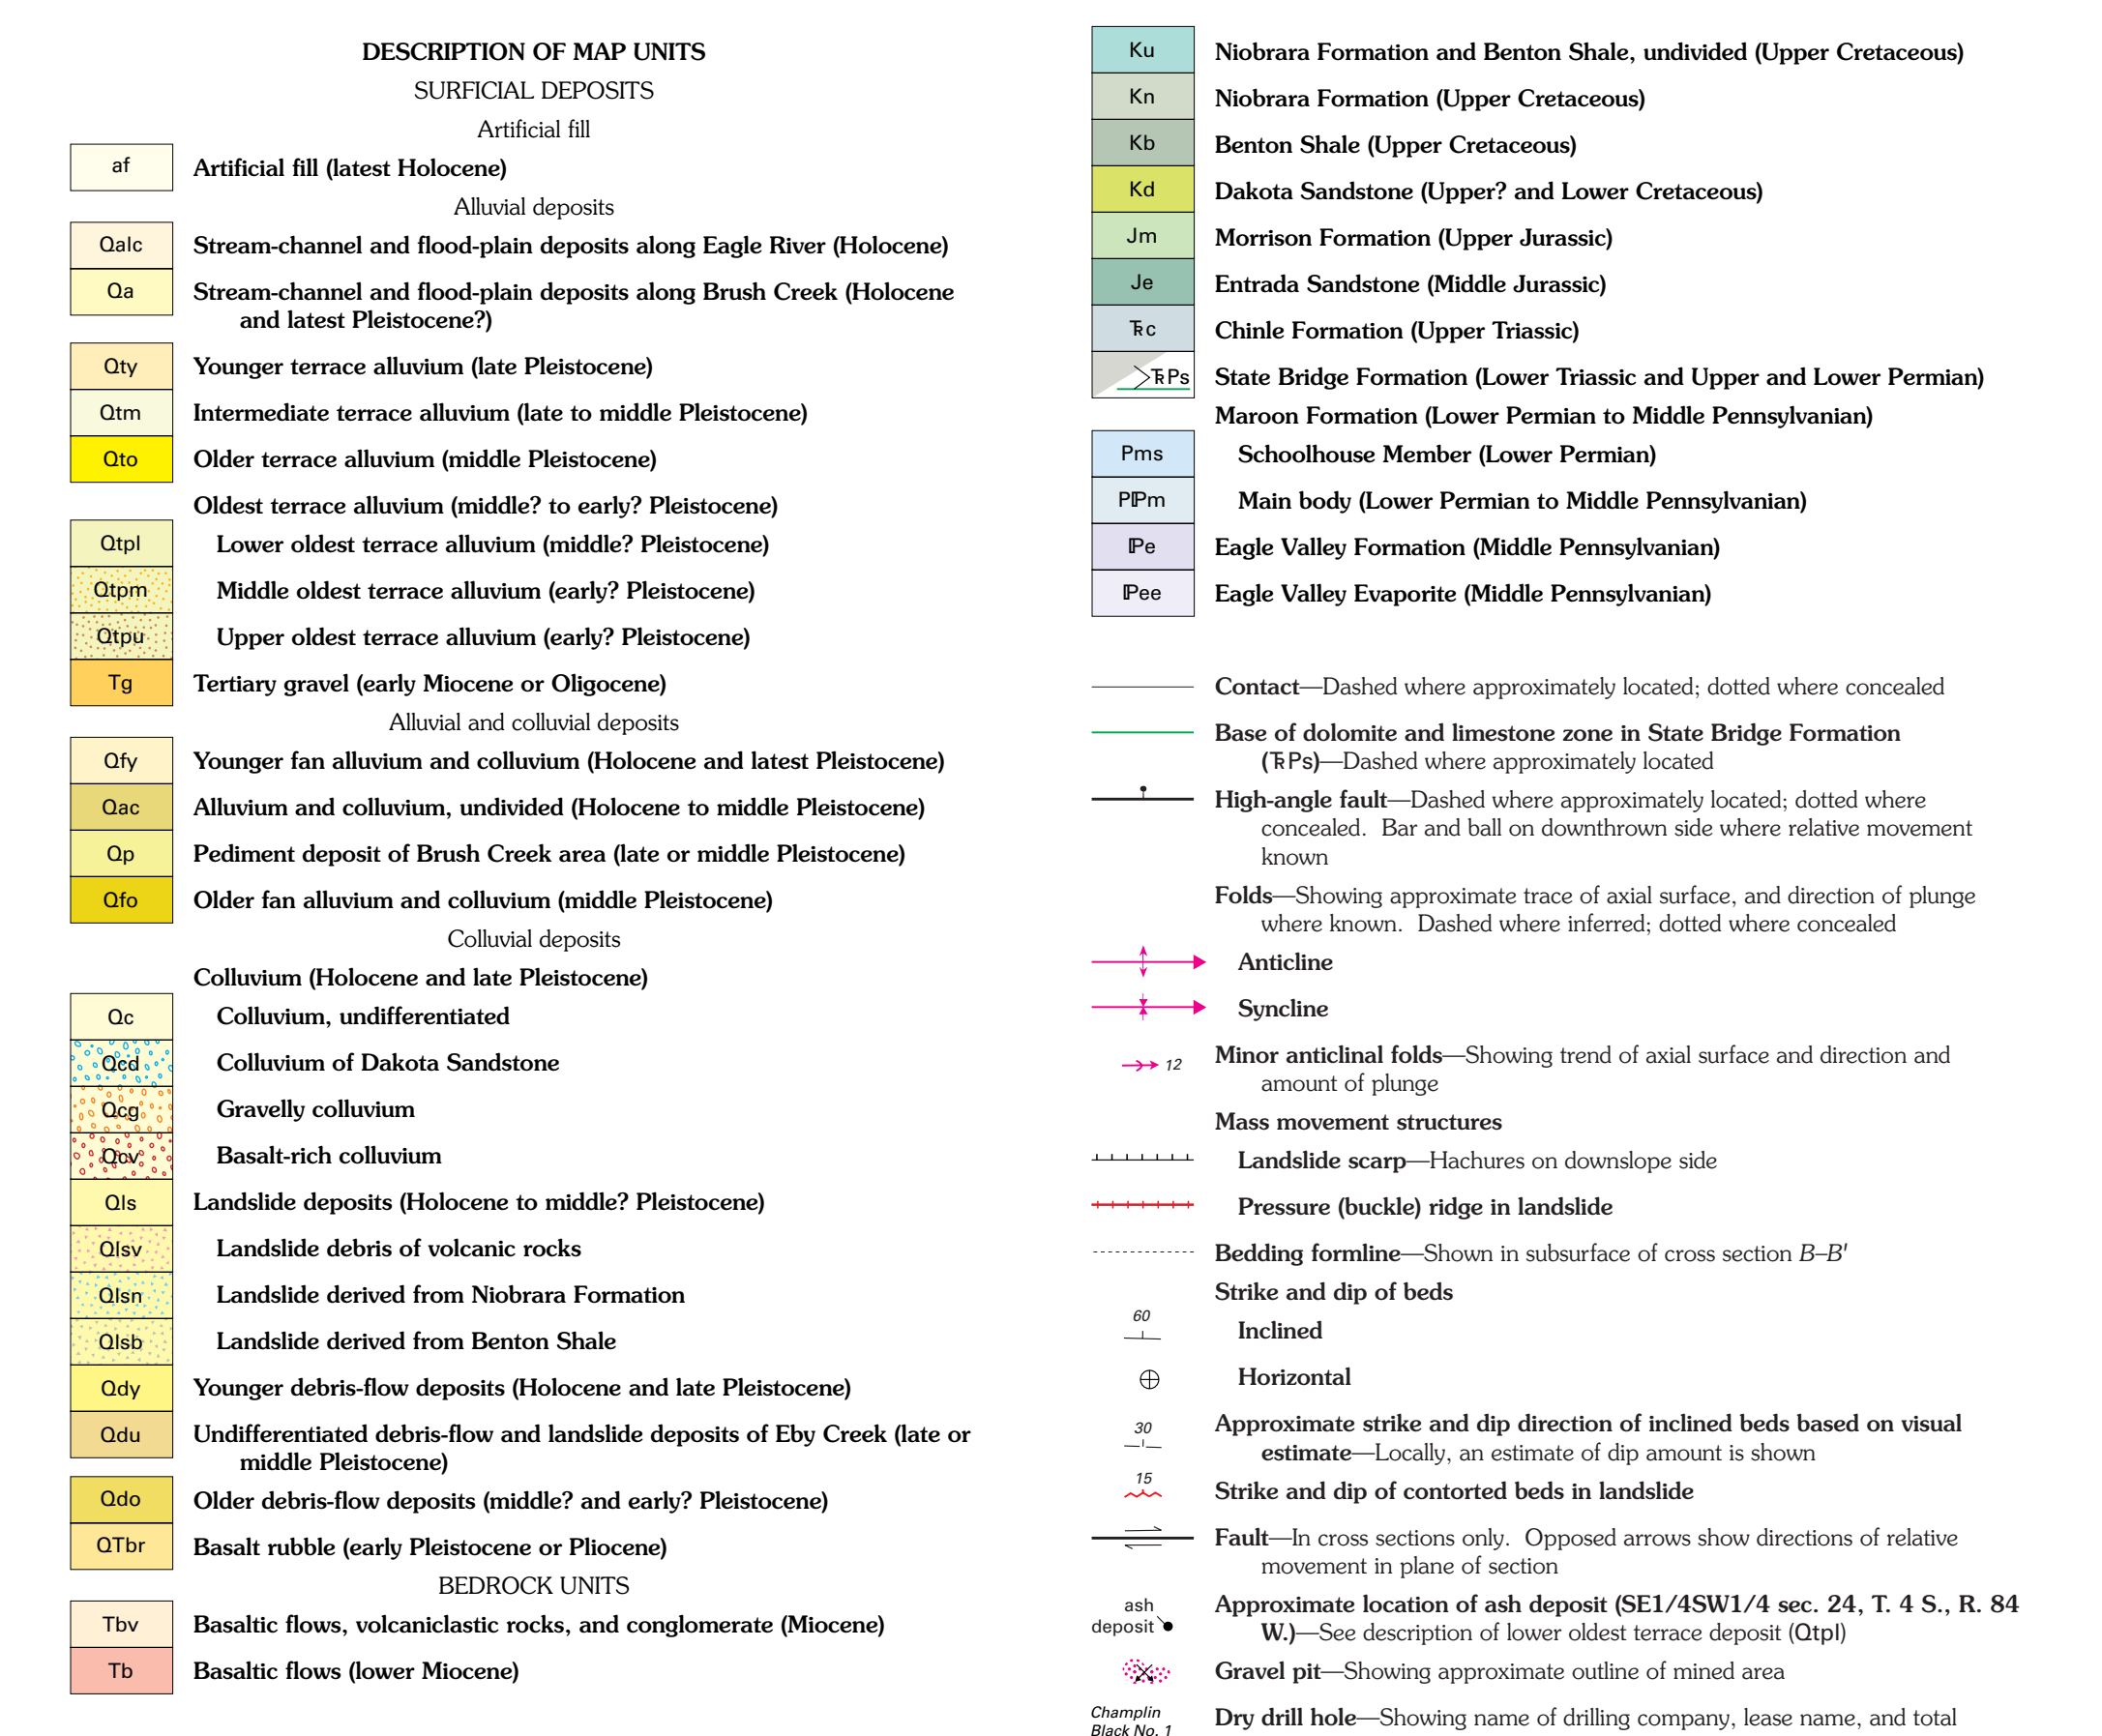 DESCRIPTION OF MAP UNITS
SURFICIAL DEPOSITS
Artificial fill
af Artificial fill (latest Holocene)
Alluvial deposits
Qalc Stream-channel and flood-plain deposits along Eagle River (Holocene)
Qa Stream-channel and flood-plain deposits along Brush Creek (Holocene
and latest Pleistocene?)
Qty Younger terrace alluvium (late Pleistocene)
Qtm Intermediate terrace alluvium (late to middle Pleistocene)
Qto Older terrace alluvium (middle Pleistocene)
Oldest terrace alluvium (middle? to early? Pleistocene)
Qtpl Lower oldest terrace alluvium (middle? Pleistocene)
Qtpm Middle oldest terrace alluvium (early? Pleistocene)
Qtpu Upper oldest terrace alluvium (early? Pleistocene)
Tg Tertiary gravel (early Miocene or Oligocene)
Alluvial and colluvial deposits
Qfy Younger fan alluvium and colluvium (Holocene and latest Pleistocene)
Qac Alluvium and colluvium, undivided (Holocene to middle Pleistocene)
Qp Pediment deposit of Brush Creek area (late or middle Pleistocene)
Qfo Older fan alluvium and colluvium (middle Pleistocene)
Colluvial deposits
Colluvium (Holocene and late Pleistocene)
Qc Colluvium, undifferentiated
Qcd Colluvium of Dakota Sandstone
Qcg Gravelly colluvium
Qcv Basalt-rich colluvium
Qls Landslide deposits (Holocene to middle? Pleistocene)
Qlsv Landslide debris of volcanic rocks
Qlsn Landslide derived from Niobrara Formation
Qlsb Landslide derived from Benton Shale
Qdy Younger debris-flow deposits (Holocene and late Pleistocene)
Qdu Undifferentiated debris-flow and landslide deposits of Eby Creek (late or
middle Pleistocene)
Qdo Older debris-flow deposits (middle? and early? Pleistocene)
QTbr Basalt rubble (early Pleistocene or Pliocene)
BEDROCK UNITS
Tbv Basaltic flows, volcaniclastic rocks, and conglomerate (Miocene)
Tb Basaltic flows (lower Miocene)
Ku Niobrara Formation and Benton Shale, undivided (Upper Cretaceous)
Kn Niobrara Formation (Upper Cretaceous)
Kb Benton Shale (Upper Cretaceous)
Kd Dakota Sandstone (Upper? and Lower Cretaceous)
Jm Morrison Formation (Upper Jurassic)
Je Entrada Sandstone (Middle Jurassic)
TRc Chinle Formation (Upper Triassic)
TRPs State Bridge Formation (Lower Triassic and Upper and Lower Permian)
Maroon Formation (Lower Permian to Middle Pennsylvanian)
Pms Schoolhouse Member (Lower Permian)
PℙPm Main body (Lower Permian to Middle Pennsylvanian)
ℙe Eagle Valley Formation (Middle Pennsylvanian)
ℙee Eagle Valley Evaporite (Middle Pennsylvanian)
Contact—Dashed where approximately located; dotted where concealed
Base of dolomite and limestone zone in State Bridge Formation
(TRPs)—Dashed where approximately located
High-angle fault—Dashed where approximately located; dotted where
concealed. Bar and ball on downthrown side where relative movement
known
Folds—Showing approximate trace of axial surface, and direction of plunge
where known. Dashed where inferred; dotted where concealed
Anticline
Syncline
12 Minor anticlinal folds—Showing trend of axial surface and direction and
amount of plunge
Mass movement structures
Landslide scarp—Hachures on downslope side
Pressure (buckle) ridge in landslide
Bedding formline—Shown in subsurface of cross section B–B'
Strike and dip of beds
60 Inclined
Horizontal
30 Approximate strike and dip direction of inclined beds based on visual
estimate—Locally, an estimate of dip amount is shown
15 Strike and dip of contorted beds in landslide
Fault—In cross sections only. Opposed arrows show directions of relative
movement in plane of section
ash deposit Approximate location of ash deposit (SE1/4SW1/4 sec. 24, T. 4 S., R. 84
W.)—See description of lower oldest terrace deposit (Qtpl)
Gravel pit—Showing approximate outline of mined area
Champlin
Black No. 1 Dry drill hole—Showing name of drilling company, lease name, and total